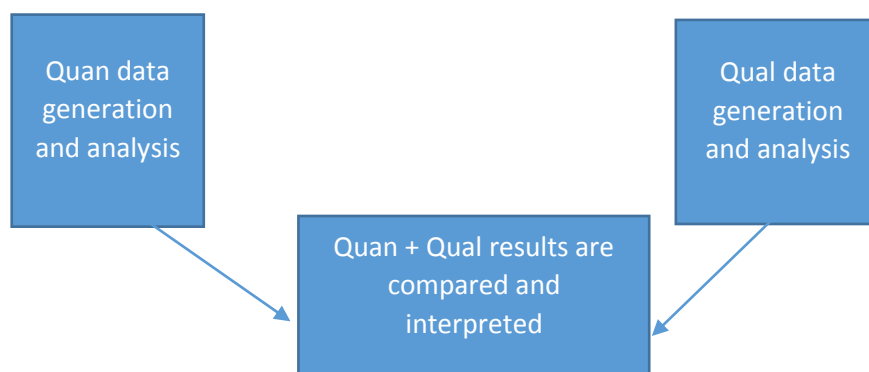 Quan data
generation
and analysis
Qual data
generation
and analysis
Quan + Qual results are
compared and
interpreted